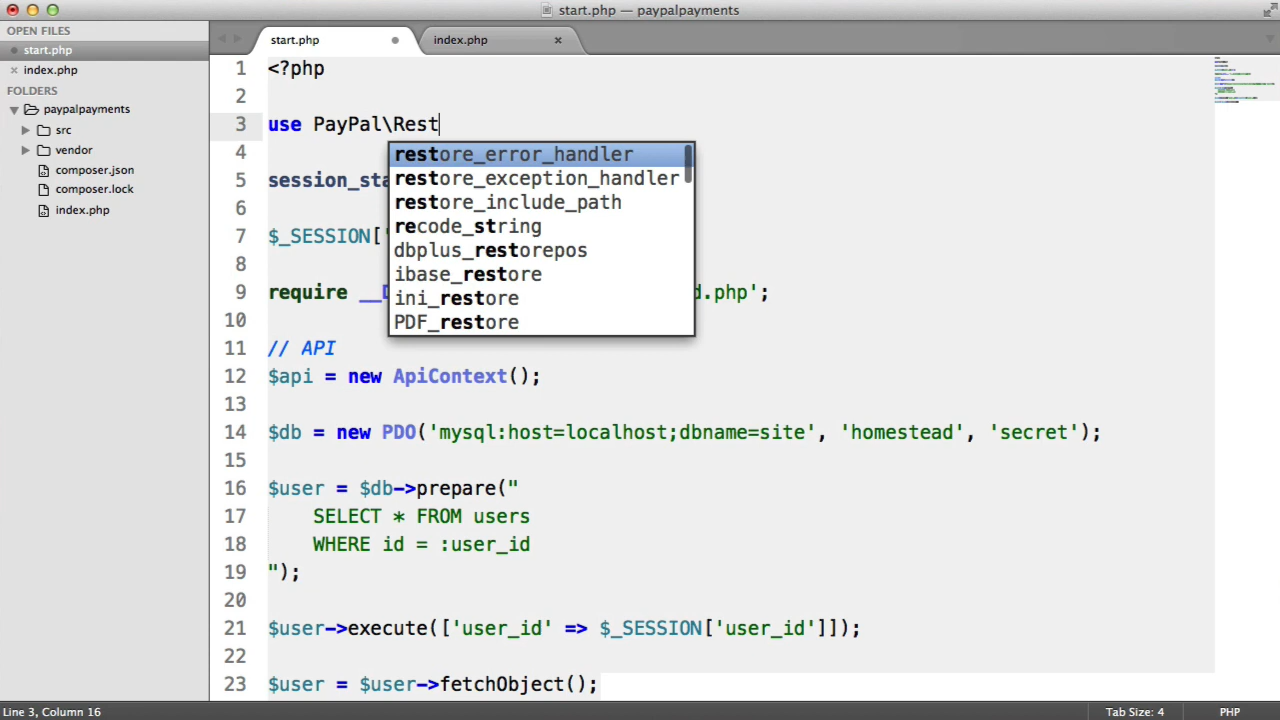 start.php — paypalpayments
OPEN FILES
start.php
index.php
FOLDERS
paypalpayments
src
vendor
composer.json
composer.lock
index.php
start.php
index.php
1 <?php
2
3 use PayPal\Rest
4
5 session_sta
6
7 $_SESSION['
8
9 require __D d.php';
10
11 // API
12 $api = new ApiContext();
13
14 $db = new PDO('mysql:host=localhost;dbname=site', 'homestead', 'secret');
15
16 $user = $db->prepare("
17 SELECT * FROM users
18 WHERE id = :user_id
19 ");
20
21 $user->execute(['user_id' => $_SESSION['user_id']]);
22
23 $user = $user->fetchObject();
restore_error_handler
restore_exception_handler
restore_include_path
recode_string
dbplus_restorepos
ibase_restore
ini_restore
PDF_restore
Line 3, Column 16
Tab Size: 4
PHP